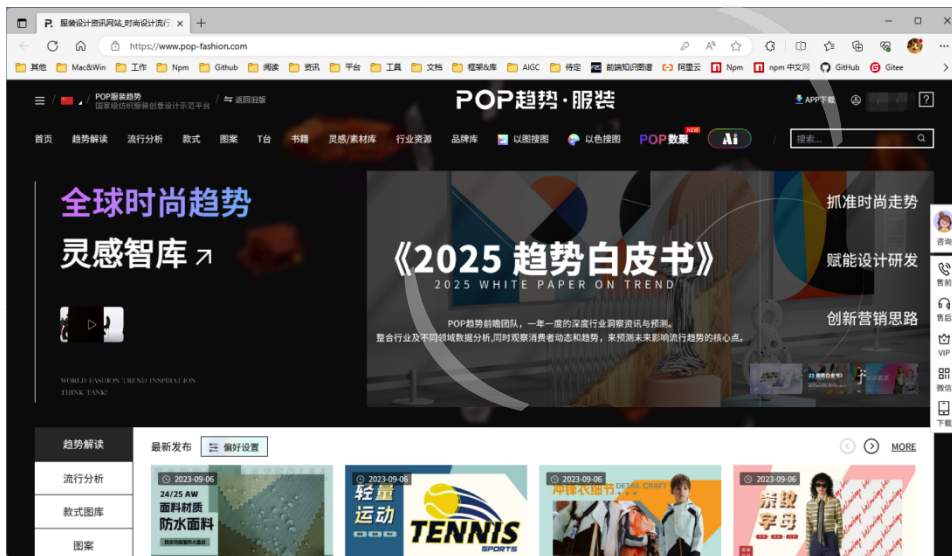 服装设计资讯网站_时尚设计流行
https://www.pop-fashion.com
其他 Mac&Win 工作 Npm Github 阅读 资讯 平台 工具 文档 框架&库 AIGC 待定 前端知识图谱 阿里云 Npm npm 中文网 GitHub Gitee
POP服装趋势
国家级纺织服装创意设计示范平台
返回旧版
POP趋势·服装
APP下载
首页 趋势解读 流行分析 款式 图案 T台 书籍 灵感/素材库 行业资源 品牌库 以图搜图 以色搜图 POP数聚 NEW Ai 搜索...
全球时尚趋势
灵感智库
WORLD FASHION TREND INSPIRATION
THINK TANK!
《2025 趋势白皮书》
2025 WHITE PAPER ON TREND
POP趋势前瞻团队，一年一度的深度行业洞察资讯与预测。
整合行业及不同领域数据分析,同时观察消费者动态和趋势，来预测未来影响流行趋势的核心点。
抓准时尚走势
赋能设计研发
创新营销思路
咨询
售前
售后
VIP
微信
下载
趋势解读
流行分析
款式图库
图案
最新发布 偏好设置 MORE
2023-09-06
24/25 AW
面料材质
防水面料
2023-09-06
轻量
运动
TENNIS
SPORTS
2023-09-06
冲锋衣细节
DETAIL CRAFT
2023-09-06
条纹
字母